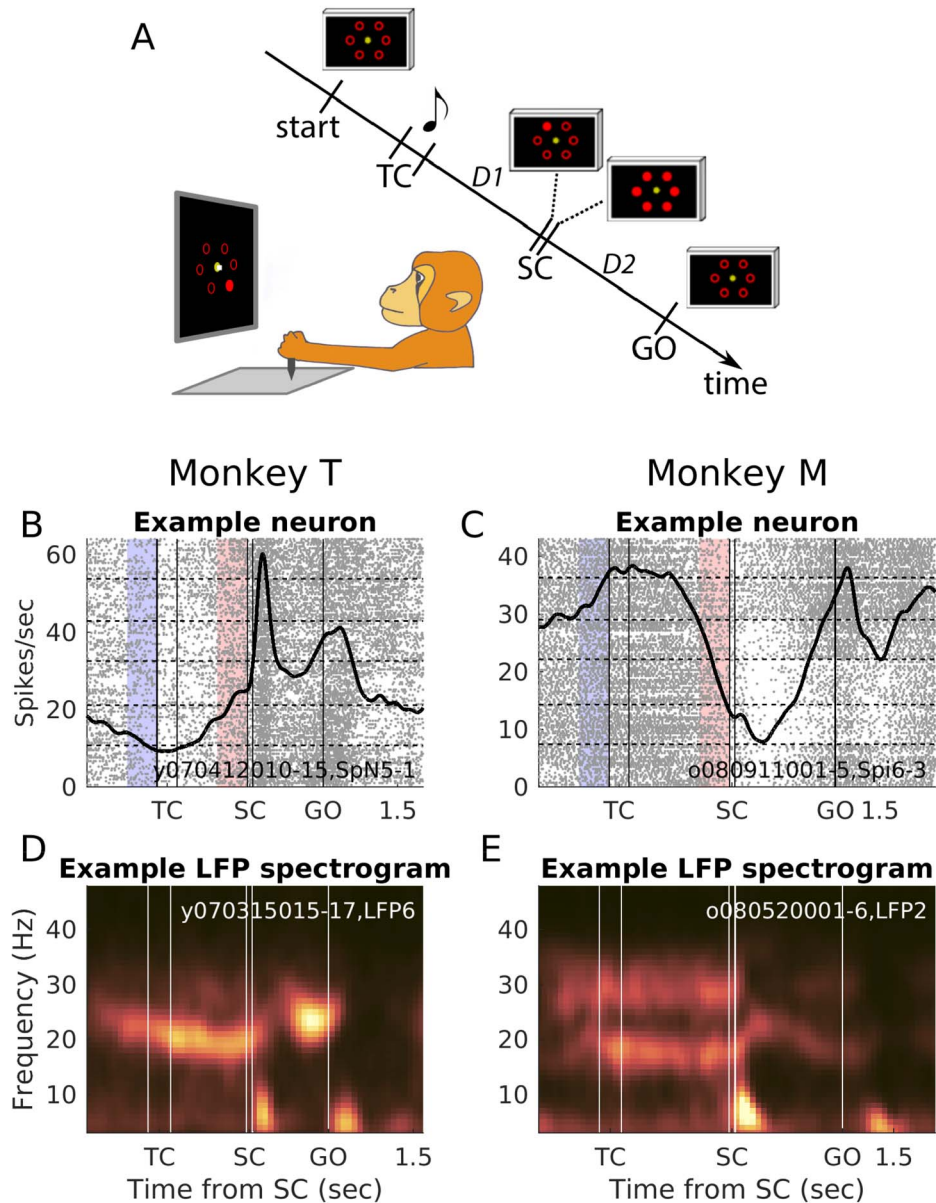 A
start
TC
D1
SC
D2
GO
time
Monkey T
Monkey M
B
Example neuron
C
Example neuron
Spikes/sec
60
40
20
0
y070412010-15,SpN5-1
TC SC GO 1.5
40
30
20
10
0
o080911001-5,Spi6-3
TC SC GO 1.5
D
Example LFP spectrogram
E
Example LFP spectrogram
Frequency (Hz)
40
30
20
10
y070315015-17,LFP6
TC SC GO 1.5
Time from SC (sec)
40
30
20
10
o080520001-6,LFP2
TC SC GO 1.5
Time from SC (sec)